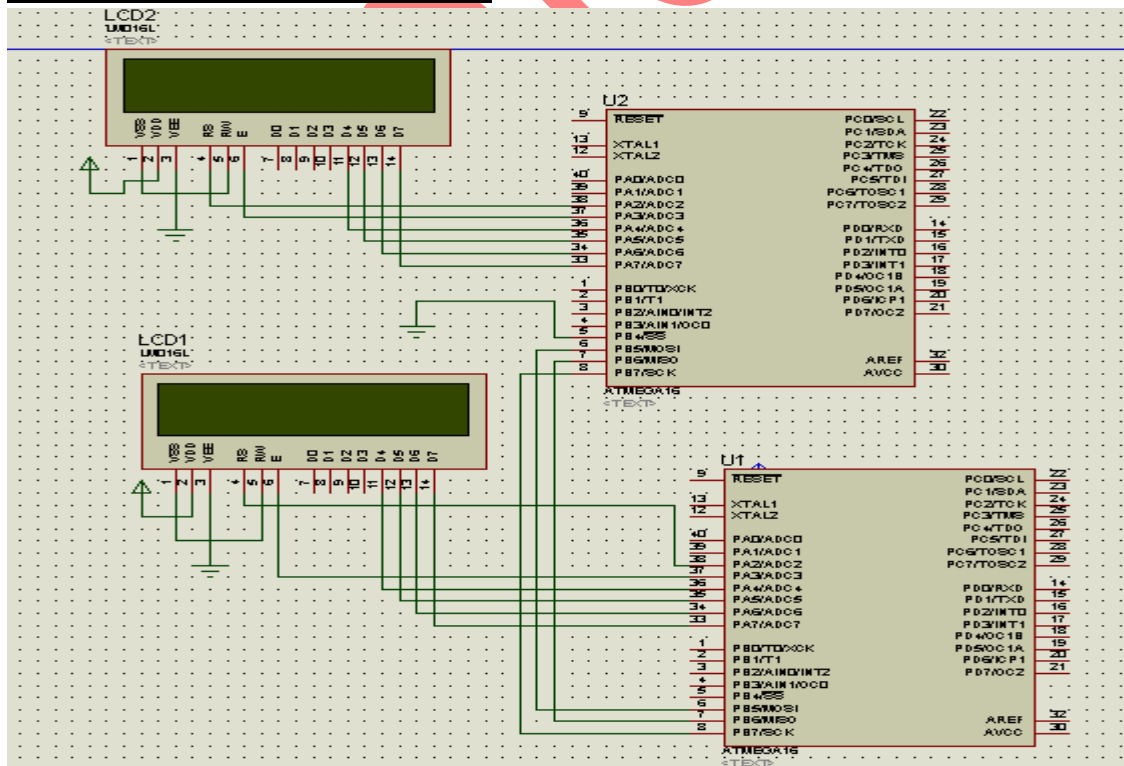 LCD2
LM016L
<TEXT>
VSS VDD VEE RS RW E D0 D1 D2 D3 D4 D5 D6 D7
1 2 3 4 5 6 7 8 9 10 11 12 13 14
U2
9 RESET PC0/SCL 22
PC1/SDA 23
13 XTAL1 PC2/TCK 24
12 XTAL2 PC3/TMS 25
PC4/TDO 26
40 PA0/ADC0 PC5/TDI 27
39 PA1/ADC1 PC6/TOSC1 28
38 PA2/ADC2 PC7/TOSC2 29
37 PA3/ADC3
36 PA4/ADC4 PD0/RXD 14
35 PA5/ADC5 PD1/TXD 15
34 PA6/ADC6 PD2/INT0 16
33 PA7/ADC7 PD3/INT1 17
PD4/OC1B 18
1 PB0/T0/XCK PD5/OC1A 19
2 PB1/T1 PD6/ICP1 20
3 PB2/AIN0/INT2 PD7/OC2 21
4 PB3/AIN1/OC0
5 PB4/SS
6 PB5/MOSI
7 PB6/MISO AREF 32
8 PB7/SCK AVCC 30
ATMEGA16
<TEXT>
LCD1
LM016L
<TEXT>
VSS VDD VEE RS RW E D0 D1 D2 D3 D4 D5 D6 D7
1 2 3 4 5 6 7 8 9 10 11 12 13 14
U1
9 RESET PC0/SCL 22
PC1/SDA 23
13 XTAL1 PC2/TCK 24
12 XTAL2 PC3/TMS 25
PC4/TDO 26
40 PA0/ADC0 PC5/TDI 27
39 PA1/ADC1 PC6/TOSC1 28
38 PA2/ADC2 PC7/TOSC2 29
37 PA3/ADC3
36 PA4/ADC4 PD0/RXD 14
35 PA5/ADC5 PD1/TXD 15
34 PA6/ADC6 PD2/INT0 16
33 PA7/ADC7 PD3/INT1 17
PD4/OC1B 18
1 PB0/T0/XCK PD5/OC1A 19
2 PB1/T1 PD6/ICP1 20
3 PB2/AIN0/INT2 PD7/OC2 21
4 PB3/AIN1/OC0
5 PB4/SS
6 PB5/MOSI
7 PB6/MISO AREF 32
8 PB7/SCK AVCC 30
ATMEGA16
<TEXT>